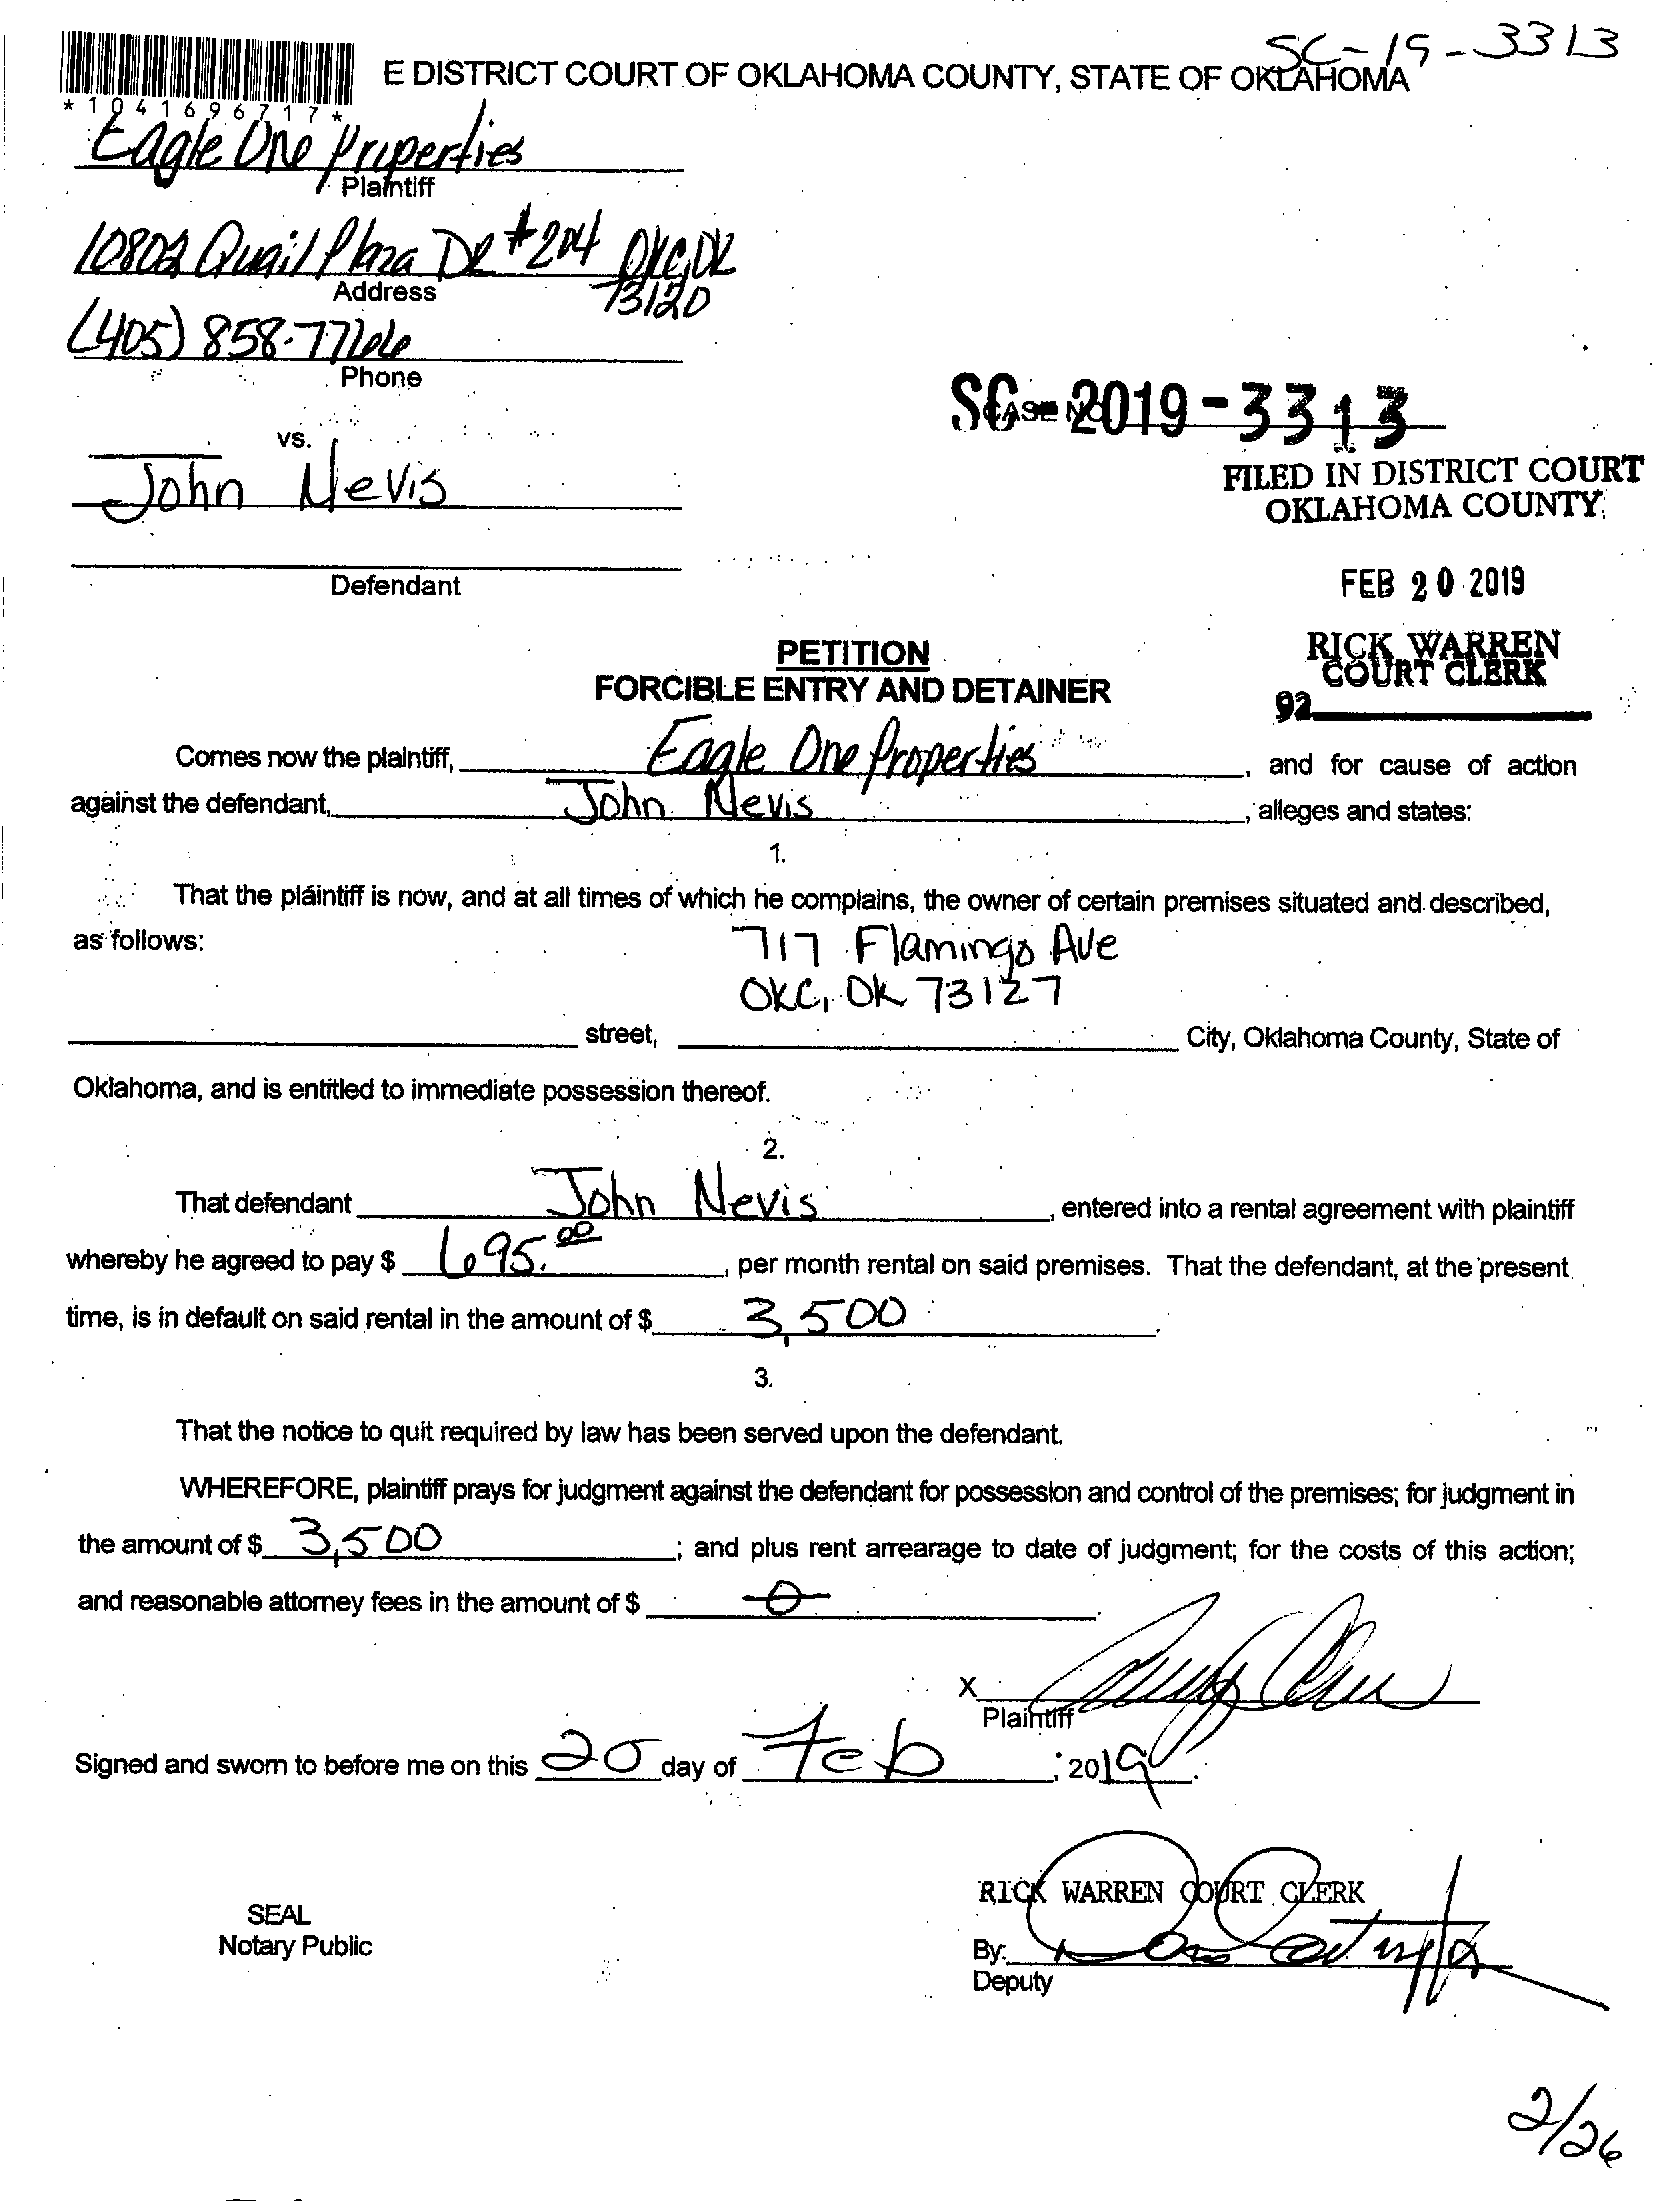 SC-19-3313
E DISTRICT COURT OF OKLAHOMA COUNTY, STATE OF OKLAHOMA
*1041696717*
Eagle One Properties
Plaintiff
10802 Quail Plaza DR #204 OKC, OK
73120
Address
(405) 858-7766
Phone
SC-2019-3313
CASE NO.
vs.
John Nevis
FILED IN DISTRICT COURT
OKLAHOMA COUNTY
Defendant
FEB 20 2019
PETITION
FORCIBLE ENTRY AND DETAINER
RICK WARREN
COURT CLERK
92
Comes now the plaintiff, Eagle One Properties, and for cause of action
against the defendant, John Nevis, alleges and states:
1.
That the plaintiff is now, and at all times of which he complains, the owner of certain premises situated and described,
as follows: 717 Flamingo Ave
OKC, OK 73127
street, City, Oklahoma County, State of
Oklahoma, and is entitled to immediate possession thereof.
2.
That defendant John Nevis, entered into a rental agreement with plaintiff
whereby he agreed to pay $ 695.00, per month rental on said premises. That the defendant, at the present
time, is in default on said rental in the amount of $ 3,500.
3.
That the notice to quit required by law has been served upon the defendant.
WHEREFORE, plaintiff prays for judgment against the defendant for possession and control of the premises; for judgment in
the amount of $ 3,500; and plus rent arrearage to date of judgment; for the costs of this action;
and reasonable attorney fees in the amount of $ 0.
X
Plaintiff
Signed and sworn to before me on this 20 day of Feb, 2019.
RICK WARREN COURT CLERK
SEAL
Notary Public
By:
Deputy
2/26